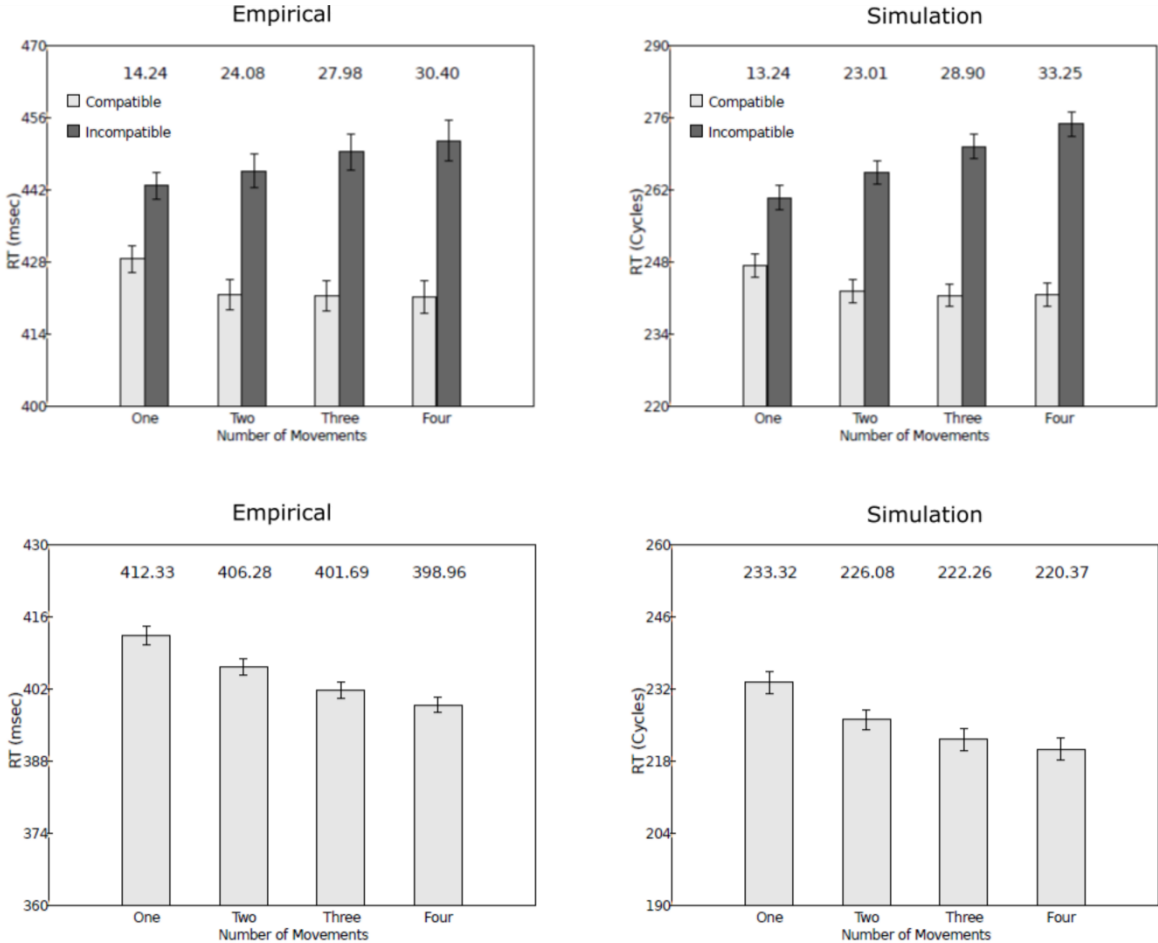 Empirical
470
456
442
428
414
400
RT (msec)
14.24 24.08 27.98 30.40
Compatible
Incompatible
One Two Three Four
Number of Movements
Simulation
290
276
262
248
234
220
RT (Cycles)
13.24 23.01 28.90 33.25
Compatible
Incompatible
One Two Three Four
Number of Movements
Empirical
430
416
402
388
374
360
RT (msec)
412.33 406.28 401.69 398.96
One Two Three Four
Number of Movements
Simulation
260
246
232
218
204
190
RT (Cycles)
233.32 226.08 222.26 220.37
One Two Three Four
Number of Movements